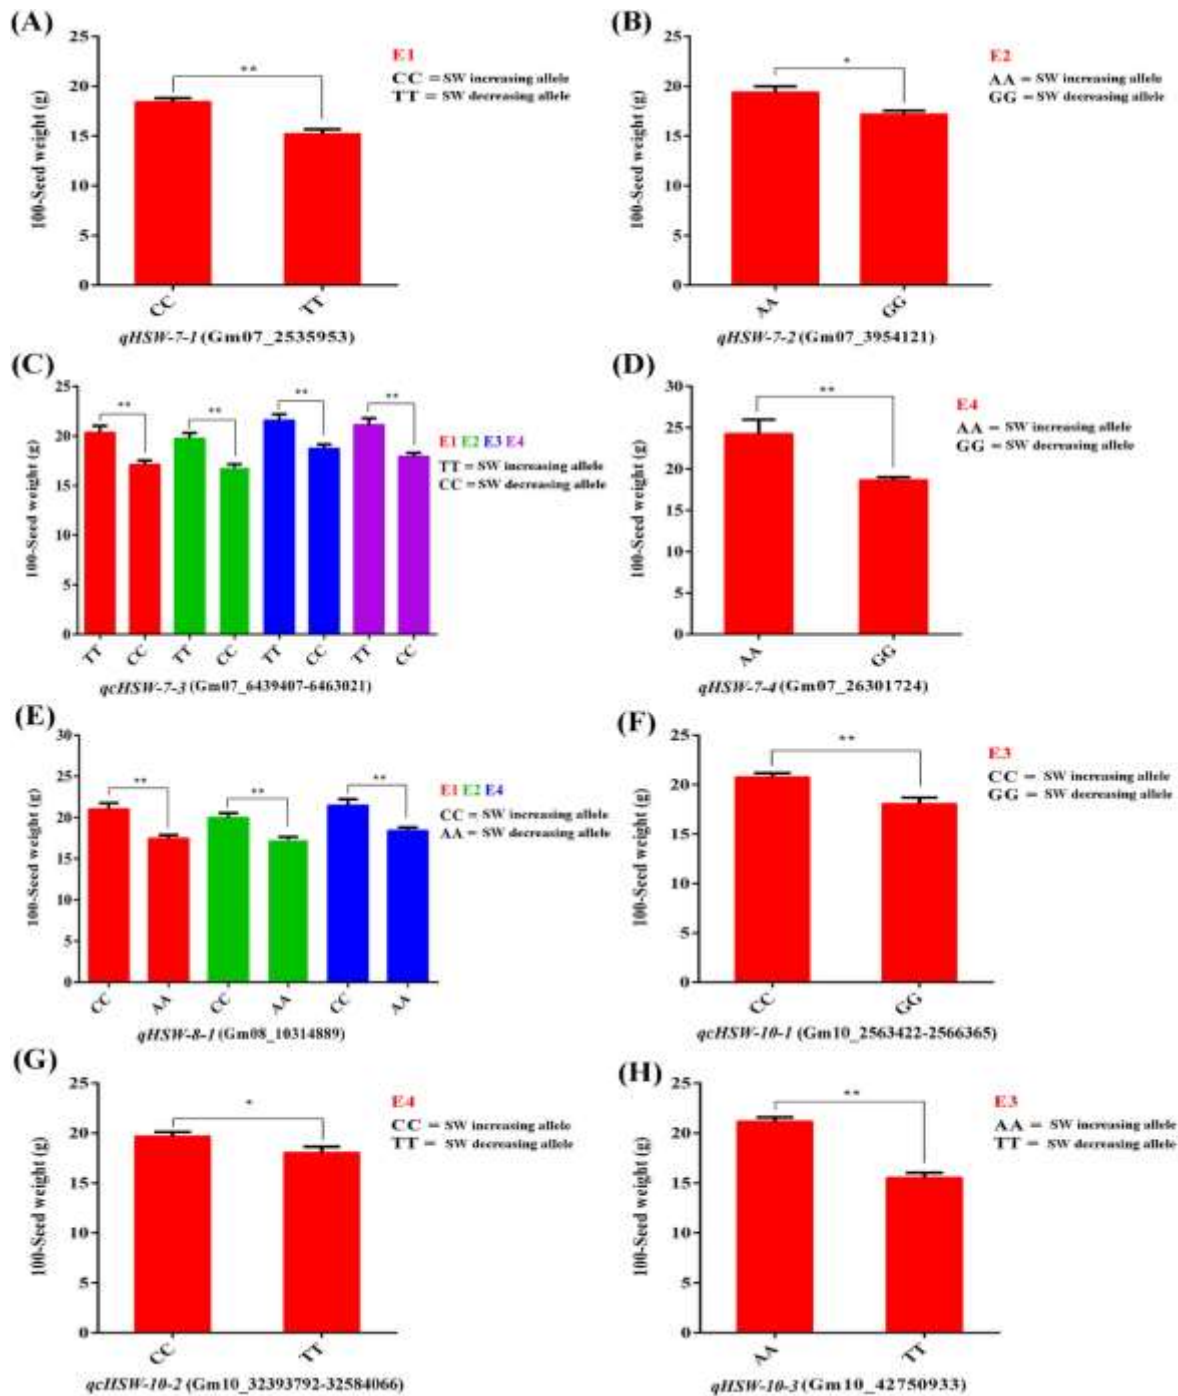 (A)
25
20
15
10
5
0
100-Seed weight (g)
**
E1
CC = SW increasing allele
TT = SW decreasing allele
CC
TT
qHSW-7-1 (Gm07_2535953)
(B)
25
20
15
10
5
0
100-Seed weight (g)
*
E2
AA = SW increasing allele
GG = SW decreasing allele
AA
GG
qHSW-7-2 (Gm07_3954121)
(C)
25
20
15
10
5
0
100-Seed weight (g)
** ** ** **
E1 E2 E3 E4
TT = SW increasing allele
CC = SW decreasing allele
TT CC TT CC TT CC TT CC
qcHSW-7-3 (Gm07_6439407-6463021)
(D)
30
25
20
15
10
5
0
100-Seed weight (g)
**
E4
AA = SW increasing allele
GG = SW decreasing allele
AA
GG
qHSW-7-4 (Gm07_26301724)
(E)
30
25
20
15
10
5
0
100-Seed weight (g)
** ** **
E1 E2 E4
CC = SW increasing allele
AA = SW decreasing allele
CC AA CC AA CC AA
qHSW-8-1 (Gm08_10314889)
(F)
25
20
15
10
5
0
100-Seed weight (g)
**
E3
CC = SW increasing allele
GG = SW decreasing allele
CC
GG
qcHSW-10-1 (Gm10_2563422-2566365)
(G)
25
20
15
10
5
0
100-Seed weight (g)
*
E4
CC = SW increasing allele
TT = SW decreasing allele
CC
TT
qcHSW-10-2 (Gm10_32393792-32584066)
(H)
25
20
15
10
5
0
100-Seed weight (g)
**
E3
AA = SW increasing allele
TT = SW decreasing allele
AA
TT
qHSW-10-3 (Gm10_42750933)